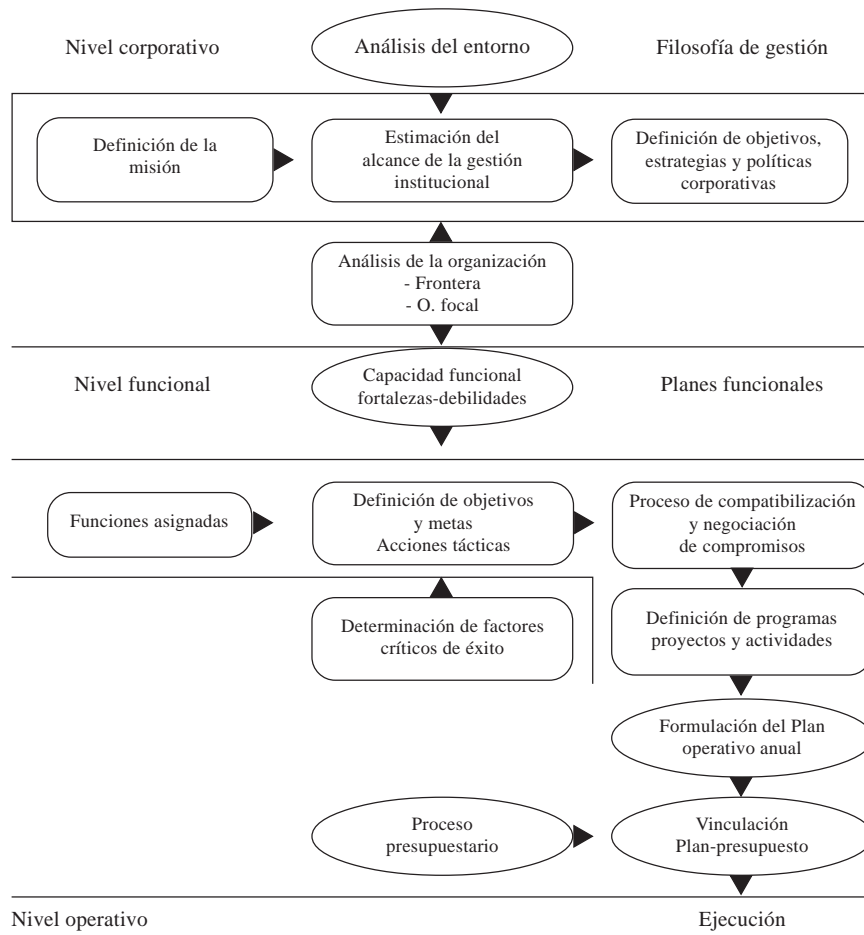 Nivel corporativo
Análisis del entorno
Filosofía de gestión
Definición de la
misión
Estimación del
alcance de la gestión
institucional
Definición de objetivos,
estrategias y políticas
corporativas
Análisis de la organización
- Frontera
- O. focal
Nivel funcional
Capacidad funcional
fortalezas-debilidades
Planes funcionales
Funciones asignadas
Definición de objetivos
y metas
Acciones tácticas
Proceso de compatibilización
y negociación
de compromisos
Determinación de factores
críticos de éxito
Definición de programas
proyectos y actividades
Formulación del Plan
operativo anual
Proceso
presupuestario
Vinculación
Plan-presupuesto
Nivel operativo
Ejecución